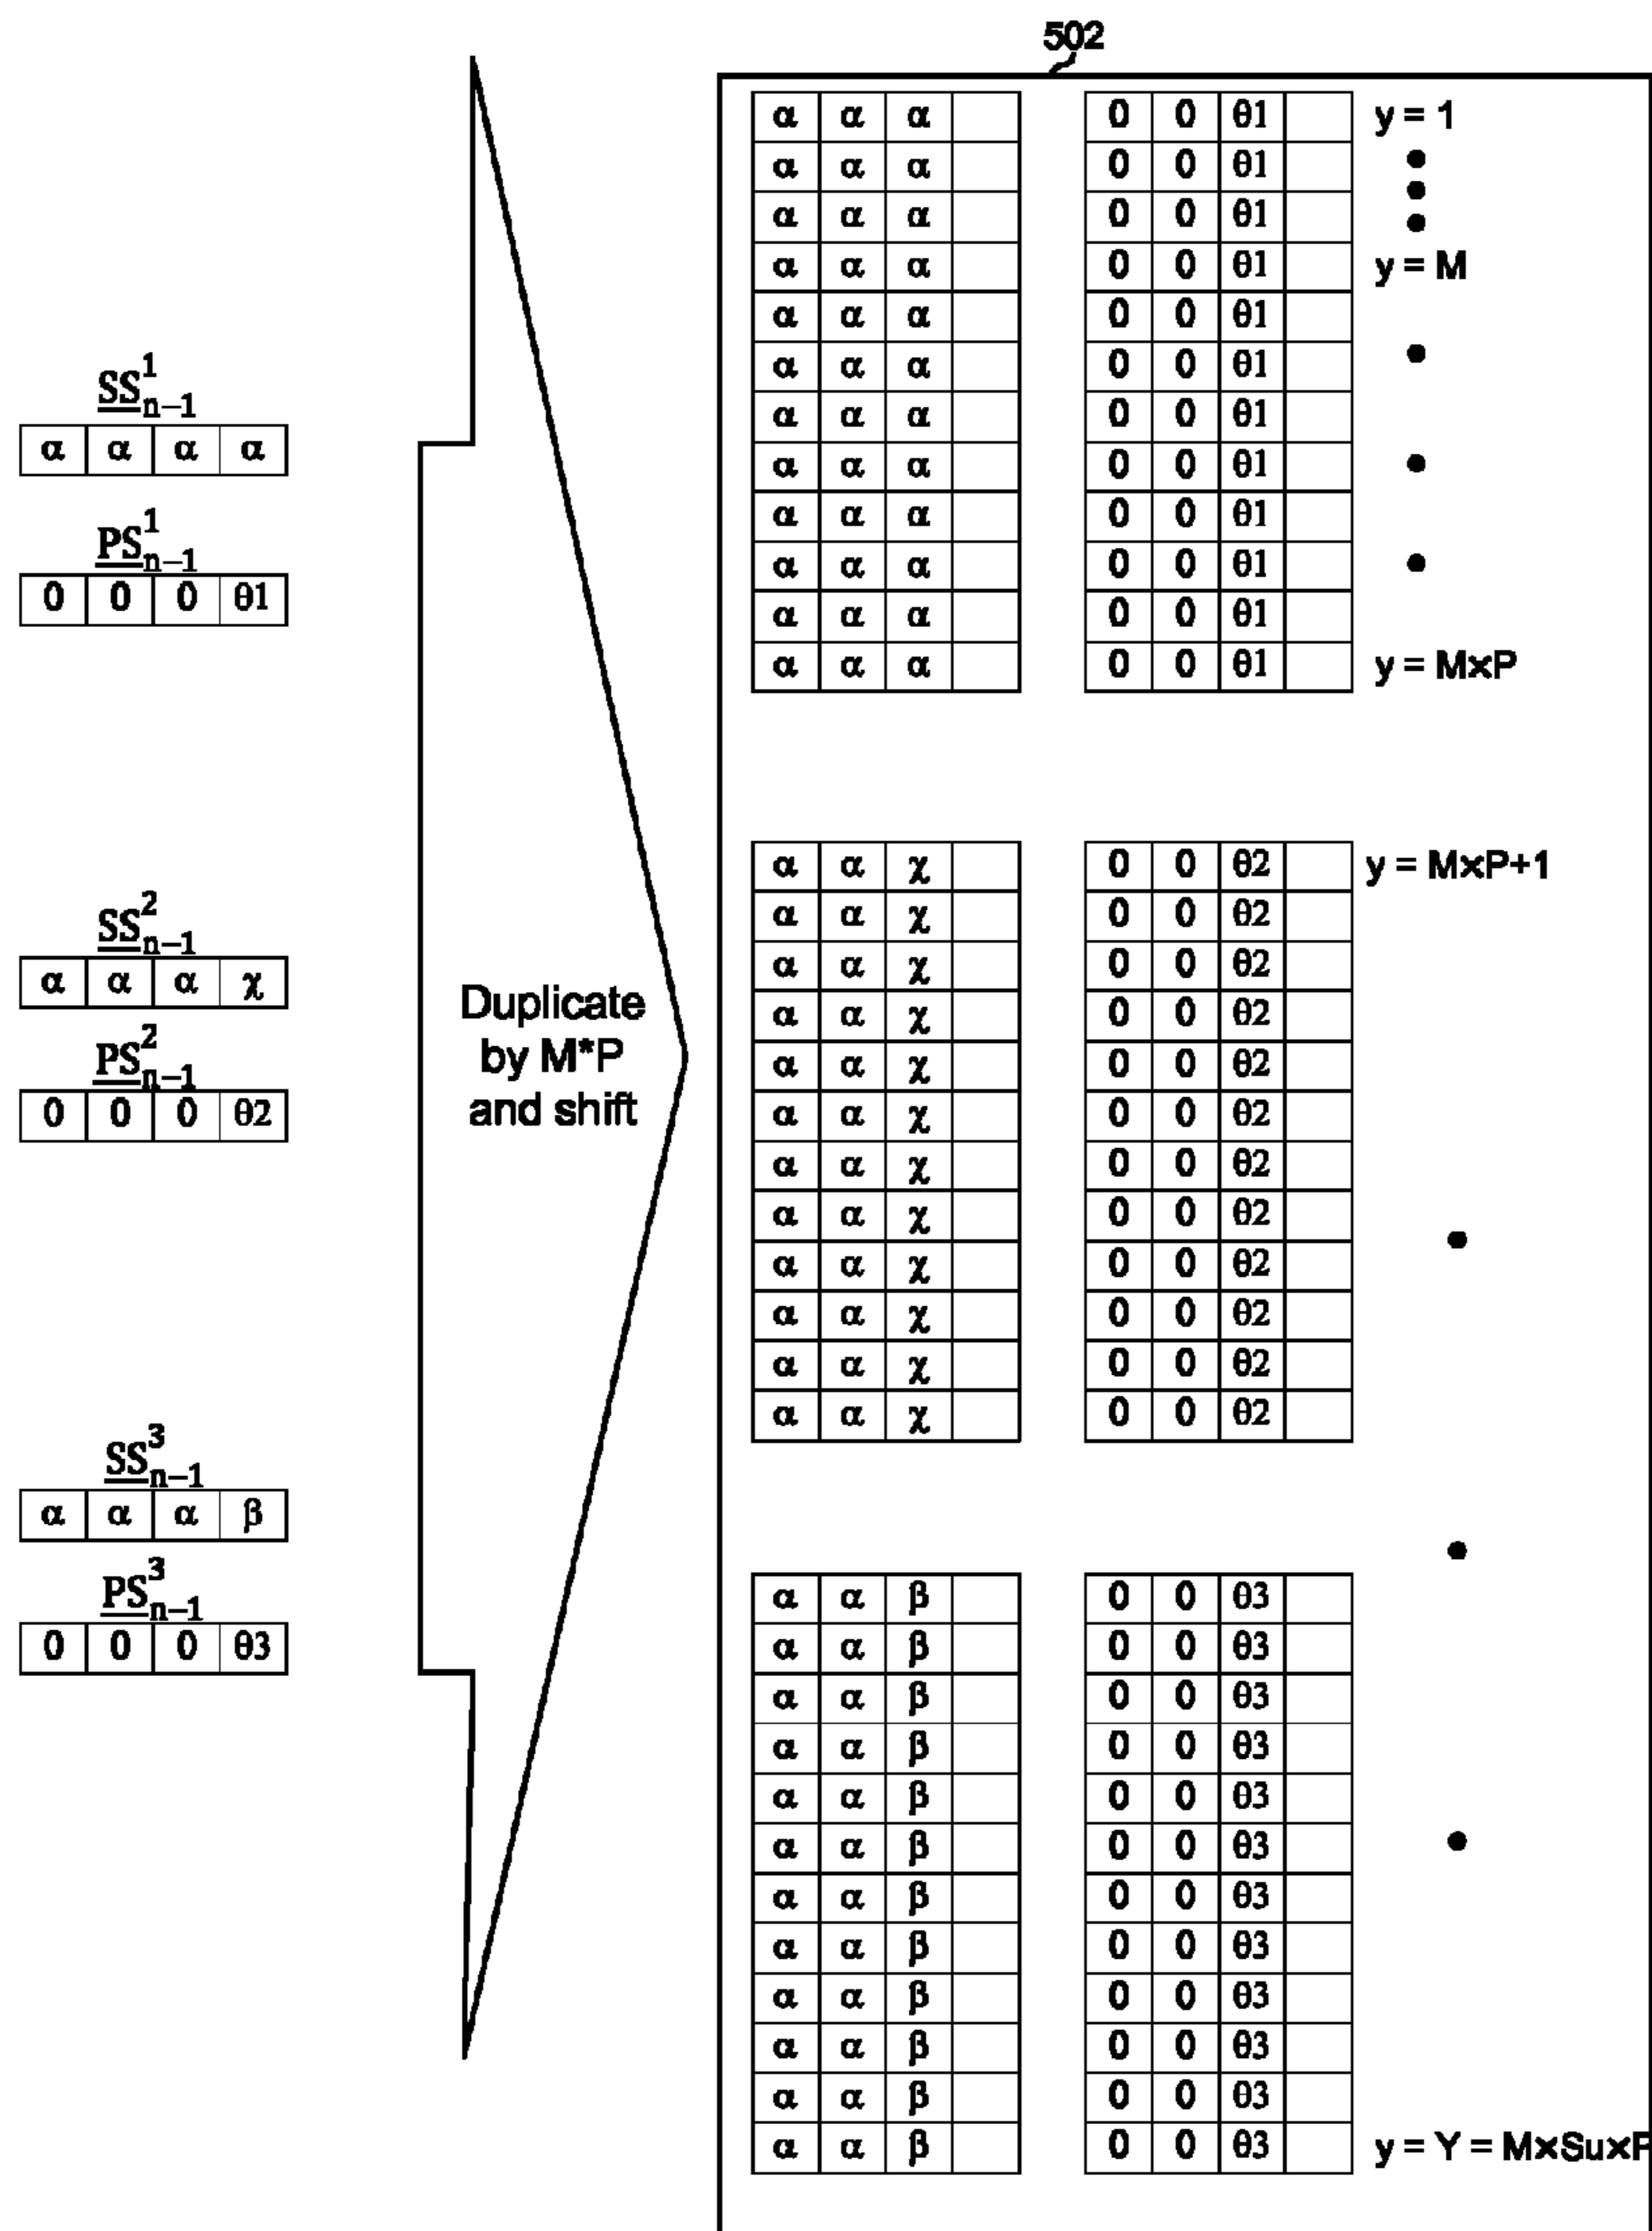 502
SS¹ₙ₋₁
α α α α
PS¹ₙ₋₁
0 0 0 θ1
SS²ₙ₋₁
α α α χ
PS²ₙ₋₁
0 0 0 θ2
SS³ₙ₋₁
α α α β
PS³ₙ₋₁
0 0 0 θ3
Duplicate
by M*P
and shift
α α α 0 0 θ1 y = 1
α α α 0 0 θ1
α α α 0 0 θ1
α α α 0 0 θ1 y = M
α α α 0 0 θ1
α α α 0 0 θ1
α α α 0 0 θ1
α α α 0 0 θ1
α α α 0 0 θ1
α α α 0 0 θ1
α α α 0 0 θ1
α α α 0 0 θ1 y = M×P
α α χ 0 0 θ2 y = M×P+1
α α χ 0 0 θ2
α α χ 0 0 θ2
α α χ 0 0 θ2
α α χ 0 0 θ2
α α χ 0 0 θ2
α α χ 0 0 θ2
α α χ 0 0 θ2
α α χ 0 0 θ2
α α χ 0 0 θ2
α α χ 0 0 θ2
α α χ 0 0 θ2
α α β 0 0 θ3
α α β 0 0 θ3
α α β 0 0 θ3
α α β 0 0 θ3
α α β 0 0 θ3
α α β 0 0 θ3
α α β 0 0 θ3
α α β 0 0 θ3
α α β 0 0 θ3
α α β 0 0 θ3
α α β 0 0 θ3
α α β 0 0 θ3 y = Y = M×Su×P